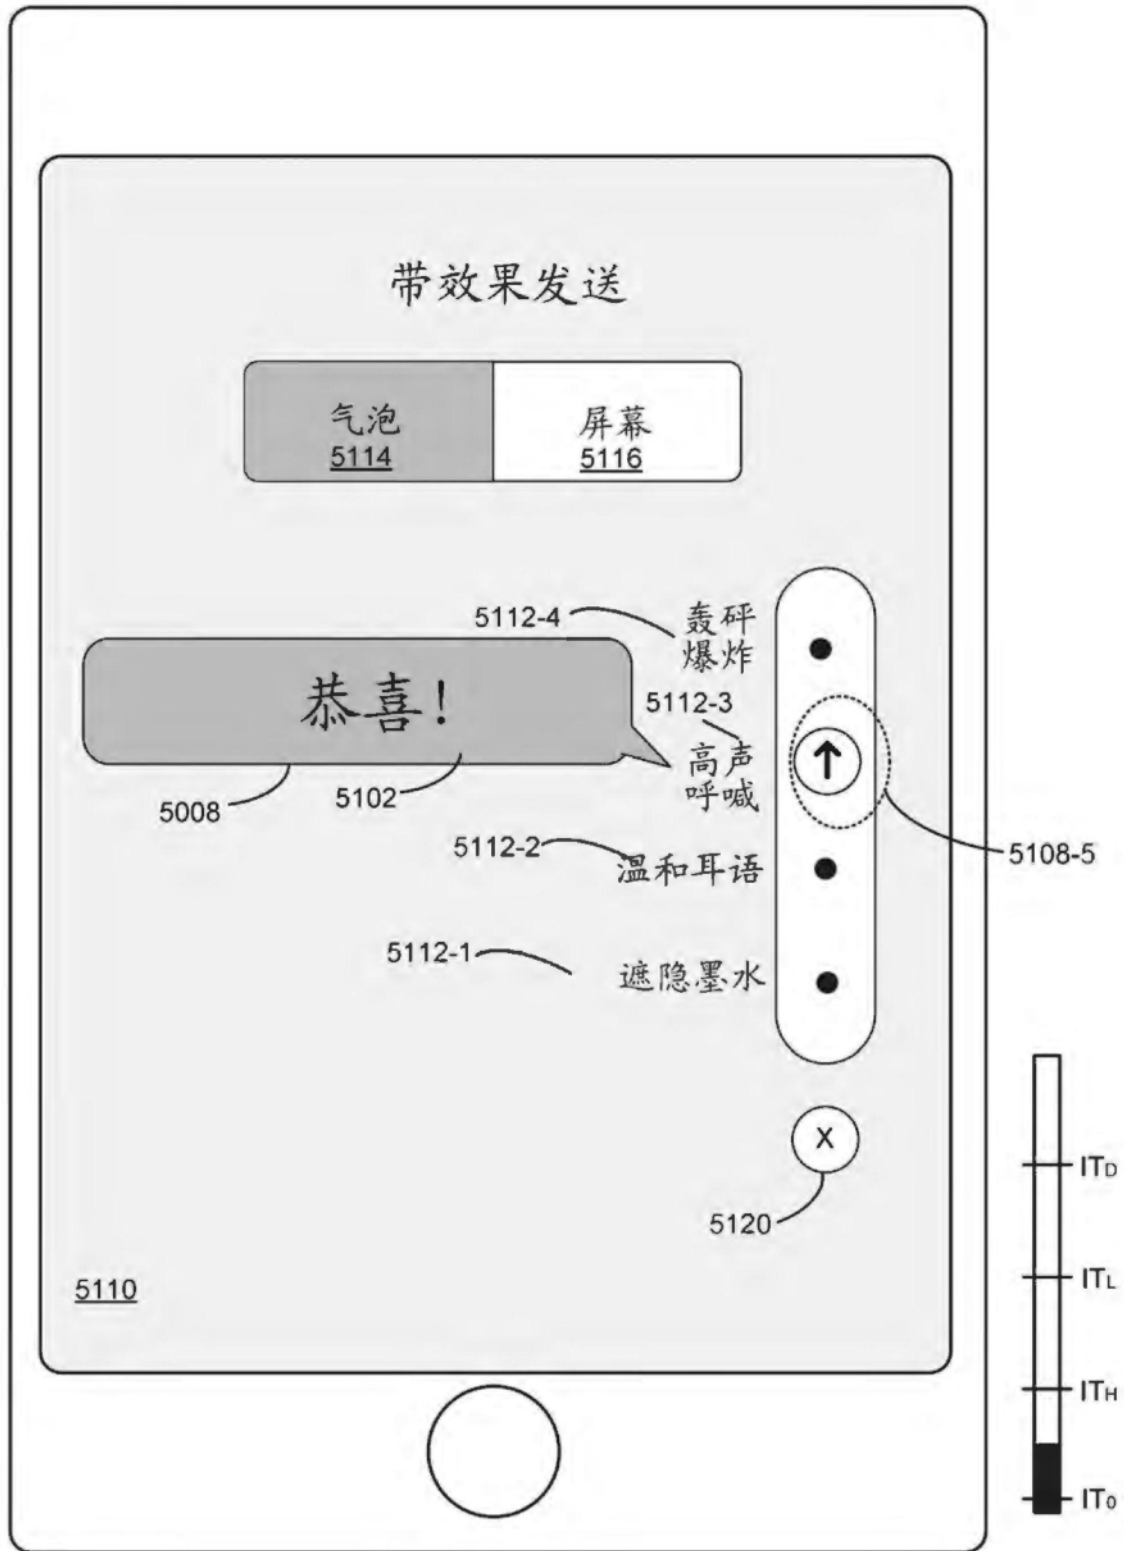 带效果发送
气泡
5114
屏幕
5116
5112-4
轰砰
爆炸
恭喜!
5112-3
高声
呼喊
5008
5102
5112-2
温和耳语
5108-5
5112-1
遮隐墨水
X
5120
5110
ITD
ITL
ITH
IT0